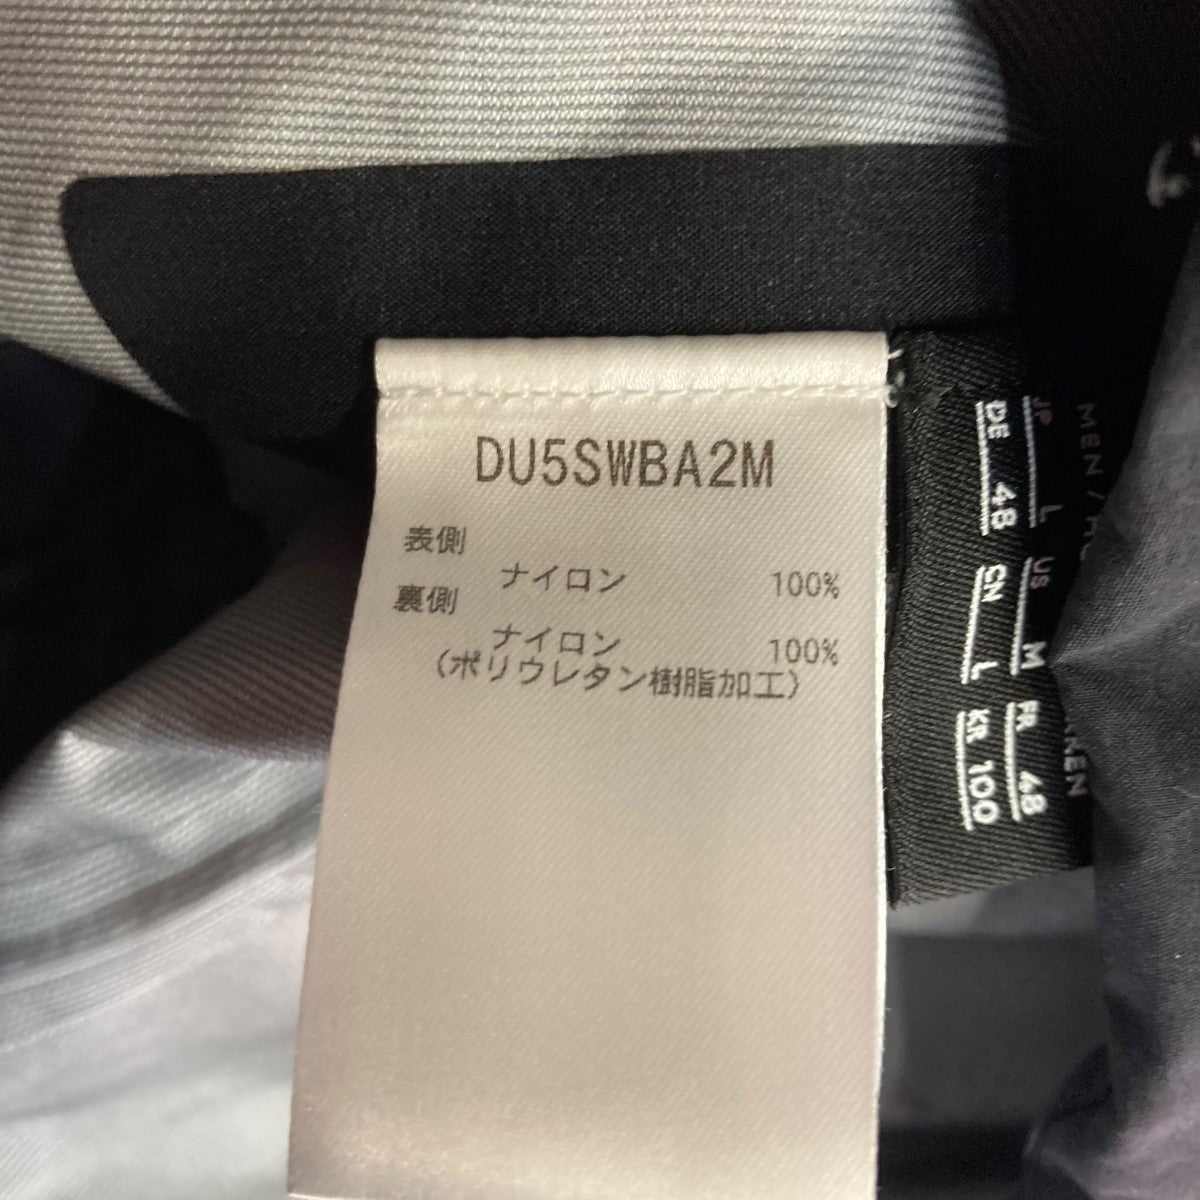 DU5SWBA2M
表側
ナイロン 100%
裏側
ナイロン 100%
(ポリウレタン樹脂加工)
MEN /
JP L US M FR 48
DE 48 CN L KR 100